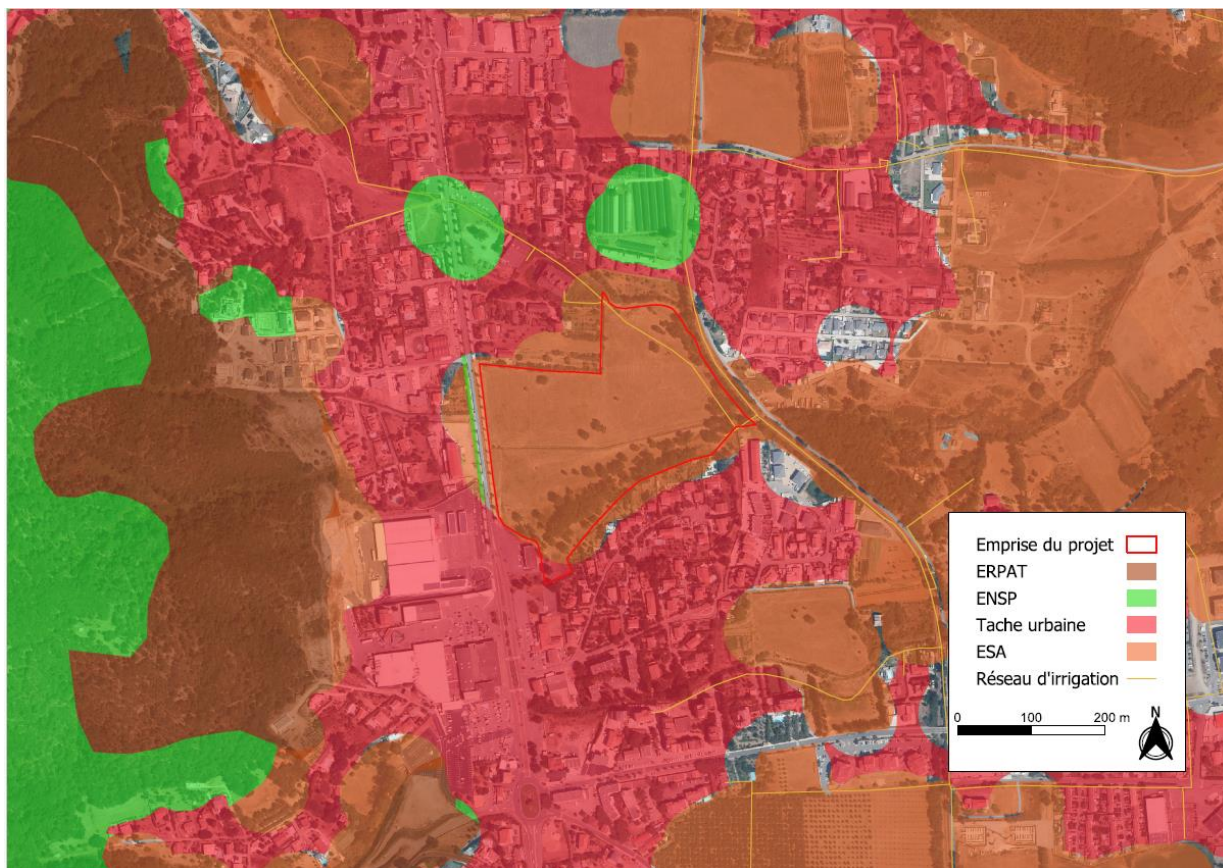 Emprise du projet
ERPAT
ENSP
Tache urbaine
ESA
Réseau d'irrigation
0 100 200 m
N